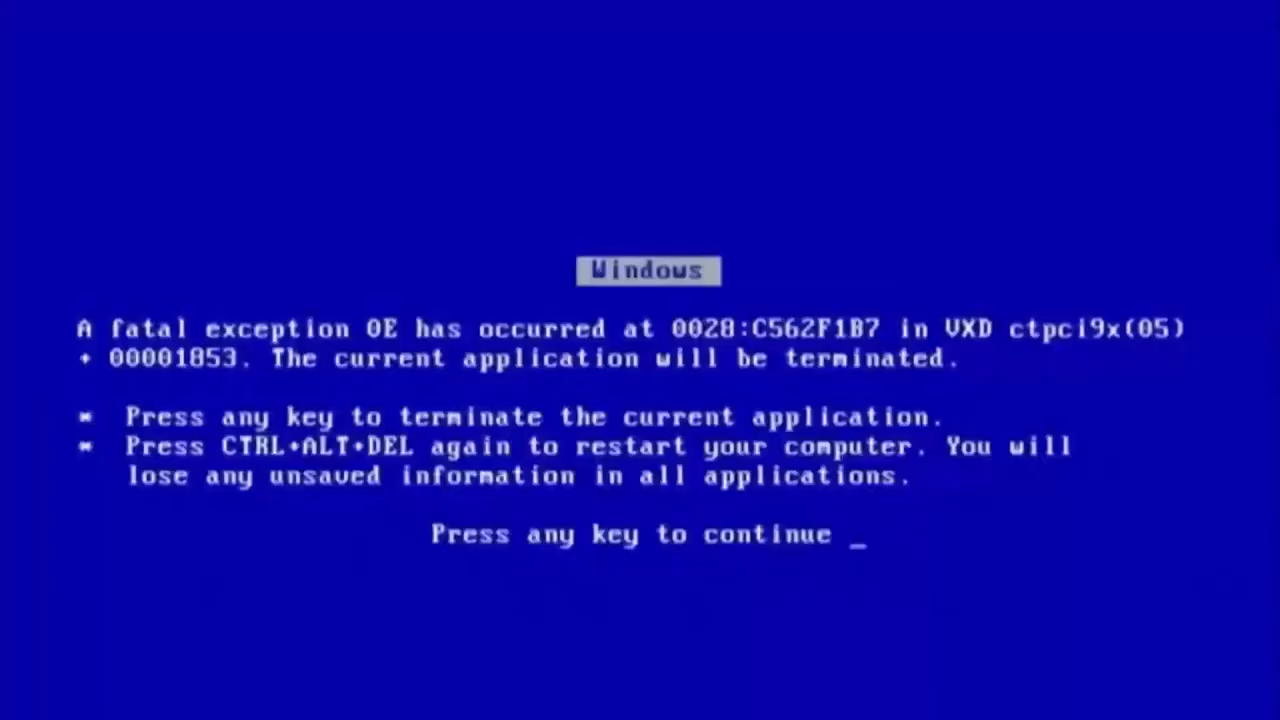 Windows
A fatal exception 0E has occurred at 0028:C562F1B7 in VXD ctpci9x(05)
+ 00001853. The current application will be terminated.
* Press any key to terminate the current application.
* Press CTRL+ALT+DEL again to restart your computer. You will
lose any unsaved information in all applications.
Press any key to continue _